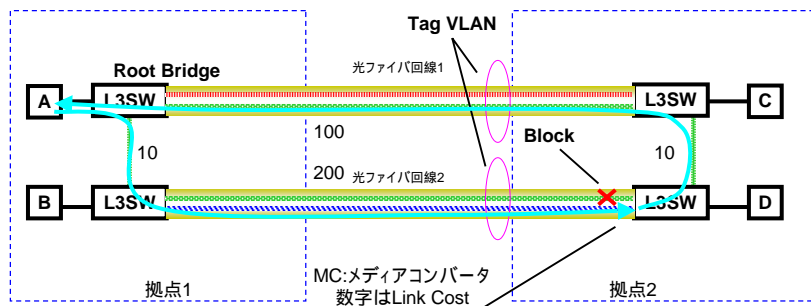 Tag VLAN
Root Bridge
光ファイバ回線1
A
L3SW
L3SW
C
100
Block
10
10
200
光ファイバ回線2
B
L3SW
L3SW
D
MC:メディアコンバータ
拠点1
拠点2
数字はLink Cost